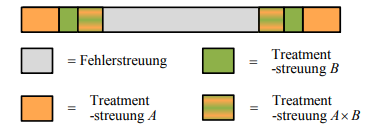 = Fehlerstreuung
= Treatment
-streuung B
= Treatment
-streuung A
= Treatment
-streuung A×B